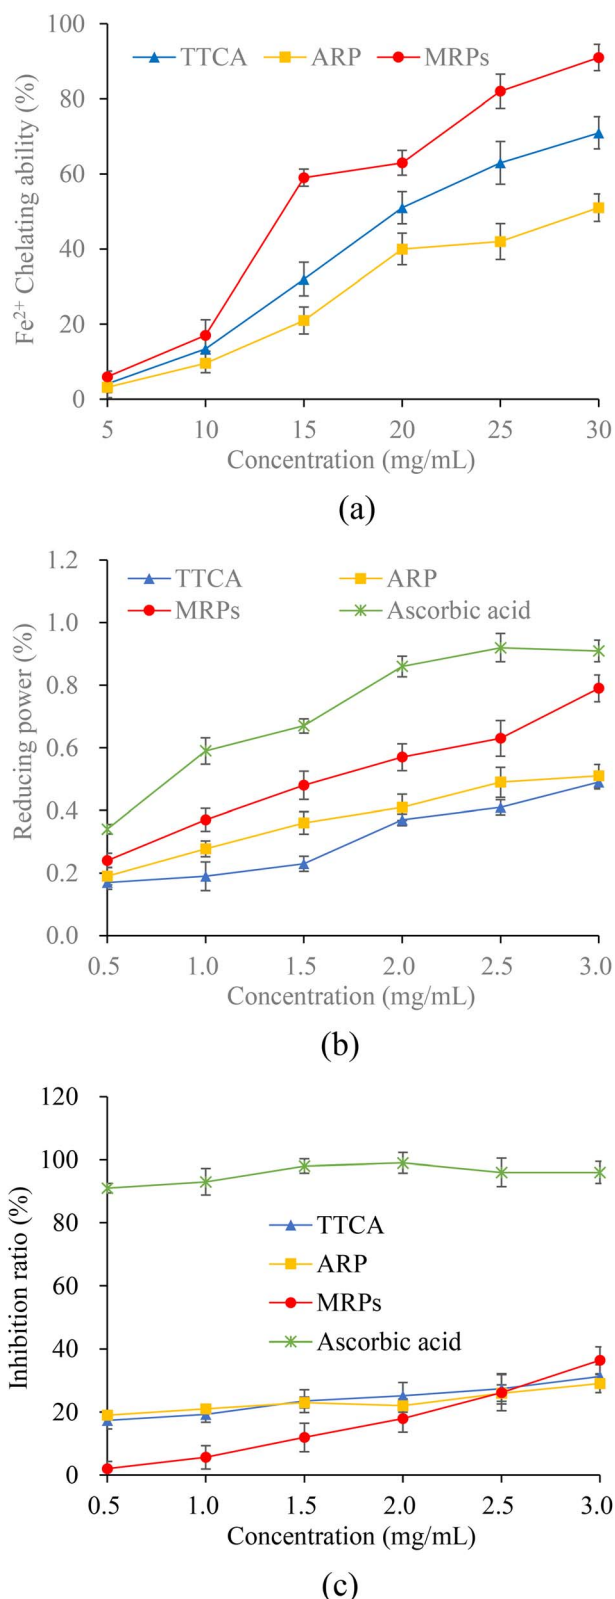 100
80
60
40
20
0
Fe2+ Chelating ability (%)
TTCA ARP MRPs
5 10 15 20 25 30
Concentration (mg/mL)
(a)
1.2
1.0
0.8
0.6
0.4
0.2
0.0
Reducing power (%)
TTCA ARP
MRPs Ascorbic acid
0.5 1.0 1.5 2.0 2.5 3.0
Concentration (mg/mL)
(b)
120
100
80
60
40
20
0
Inhibition ratio (%)
TTCA
ARP
MRPs
Ascorbic acid
0.5 1.0 1.5 2.0 2.5 3.0
Concentration (mg/mL)
(c)